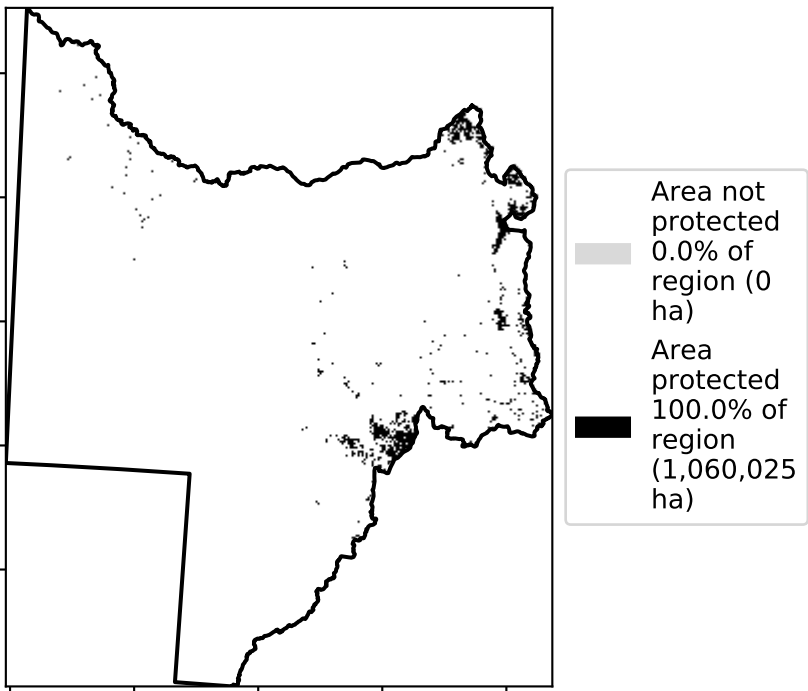 Area not
protected
0.0% of
region (0
ha)
Area
protected
100.0% of
region
(1,060,025
ha)